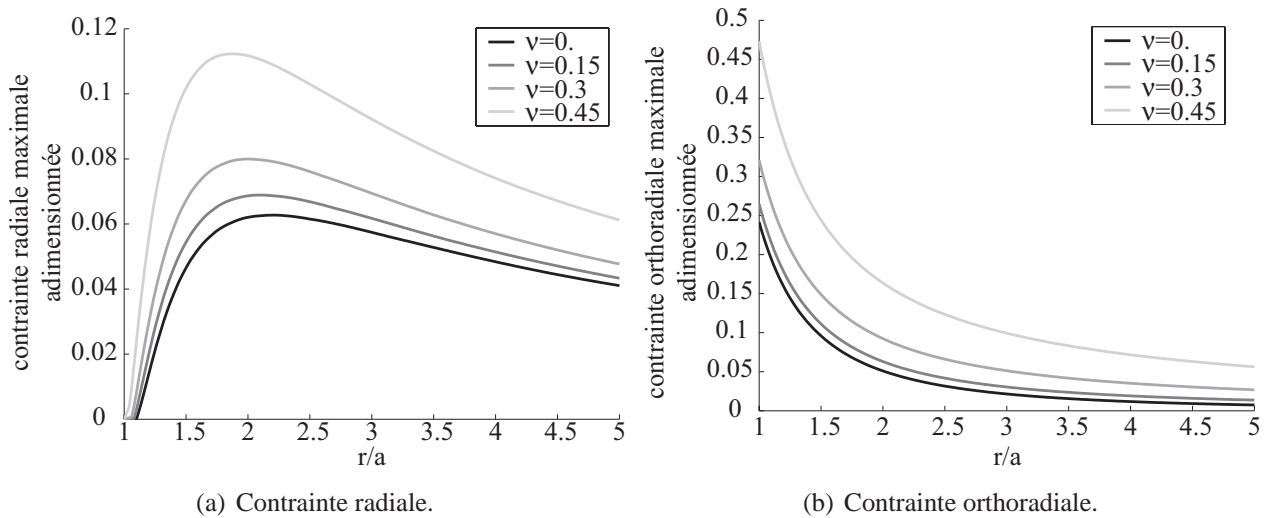 contrainte radiale maximale
adimensionnée
0.12
0.1
0.08
0.06
0.04
0.02
0
ν=0.
ν=0.15
ν=0.3
ν=0.45
1 1.5 2 2.5 3 3.5 4 4.5 5
r/a
(a) Contrainte radiale.
contrainte orthoradiale maximale
adimensionnée
0.5
0.45
0.4
0.35
0.3
0.25
0.2
0.15
0.1
0.05
0
ν=0.
ν=0.15
ν=0.3
ν=0.45
1 1.5 2 2.5 3 3.5 4 4.5 5
r/a
(b) Contrainte orthoradiale.